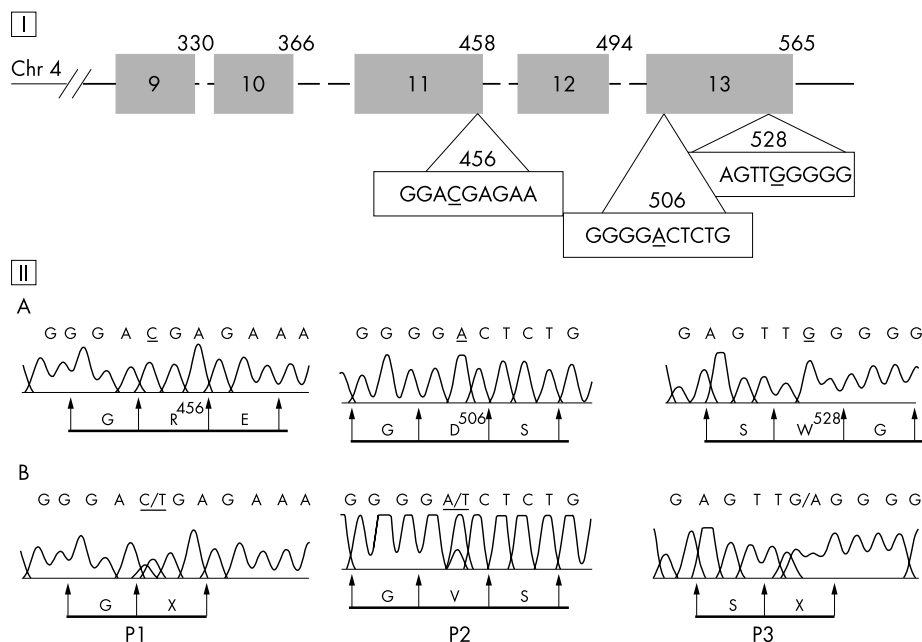 I
330 366 458 494 565
Chr 4 9 10 11 12 13
456 528
GGACGAGAA AGTTGGGGG
506
GGGGACTCTG
II
A
G G G A C G A G A A A G G G G A C T C T G G A G T T G G G G G
G R456 E G D506 S S W528 G
B
G G G A C/T G A G A A A G G G G A/T C T C T G G A G T T G/A G G G G
G X G V S S X
P1 P2 P3